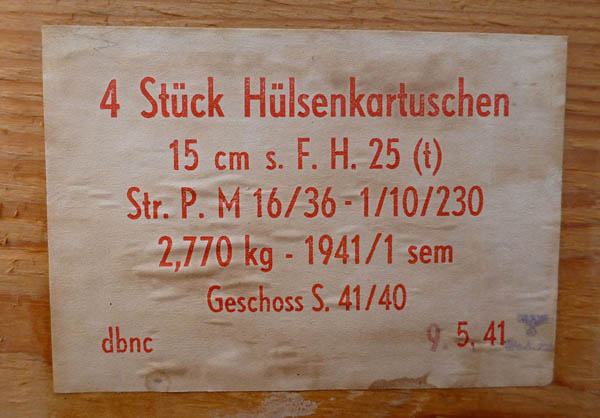 4 Stück Hülsenkartuschen
15 cm s. F. H. 25 (t)
Str. P. M 16/36 - 1/10/230
2,770 kg - 1941/1 sem
Geschoss S. 41/40
dbnc 9. 5. 41